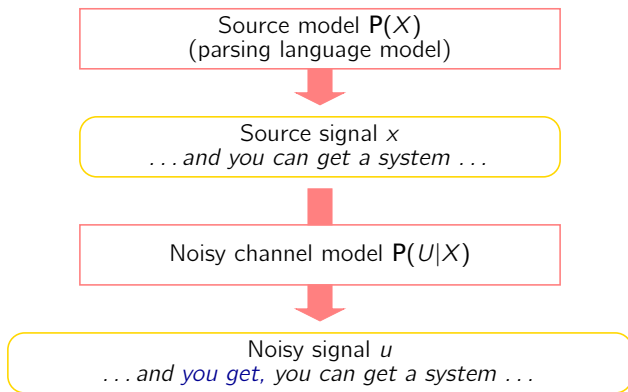 Source model P(X)
(parsing language model)
Source signal x
... and you can get a system ...
Noisy channel model P(U|X)
Noisy signal u
... and you get, you can get a system ...